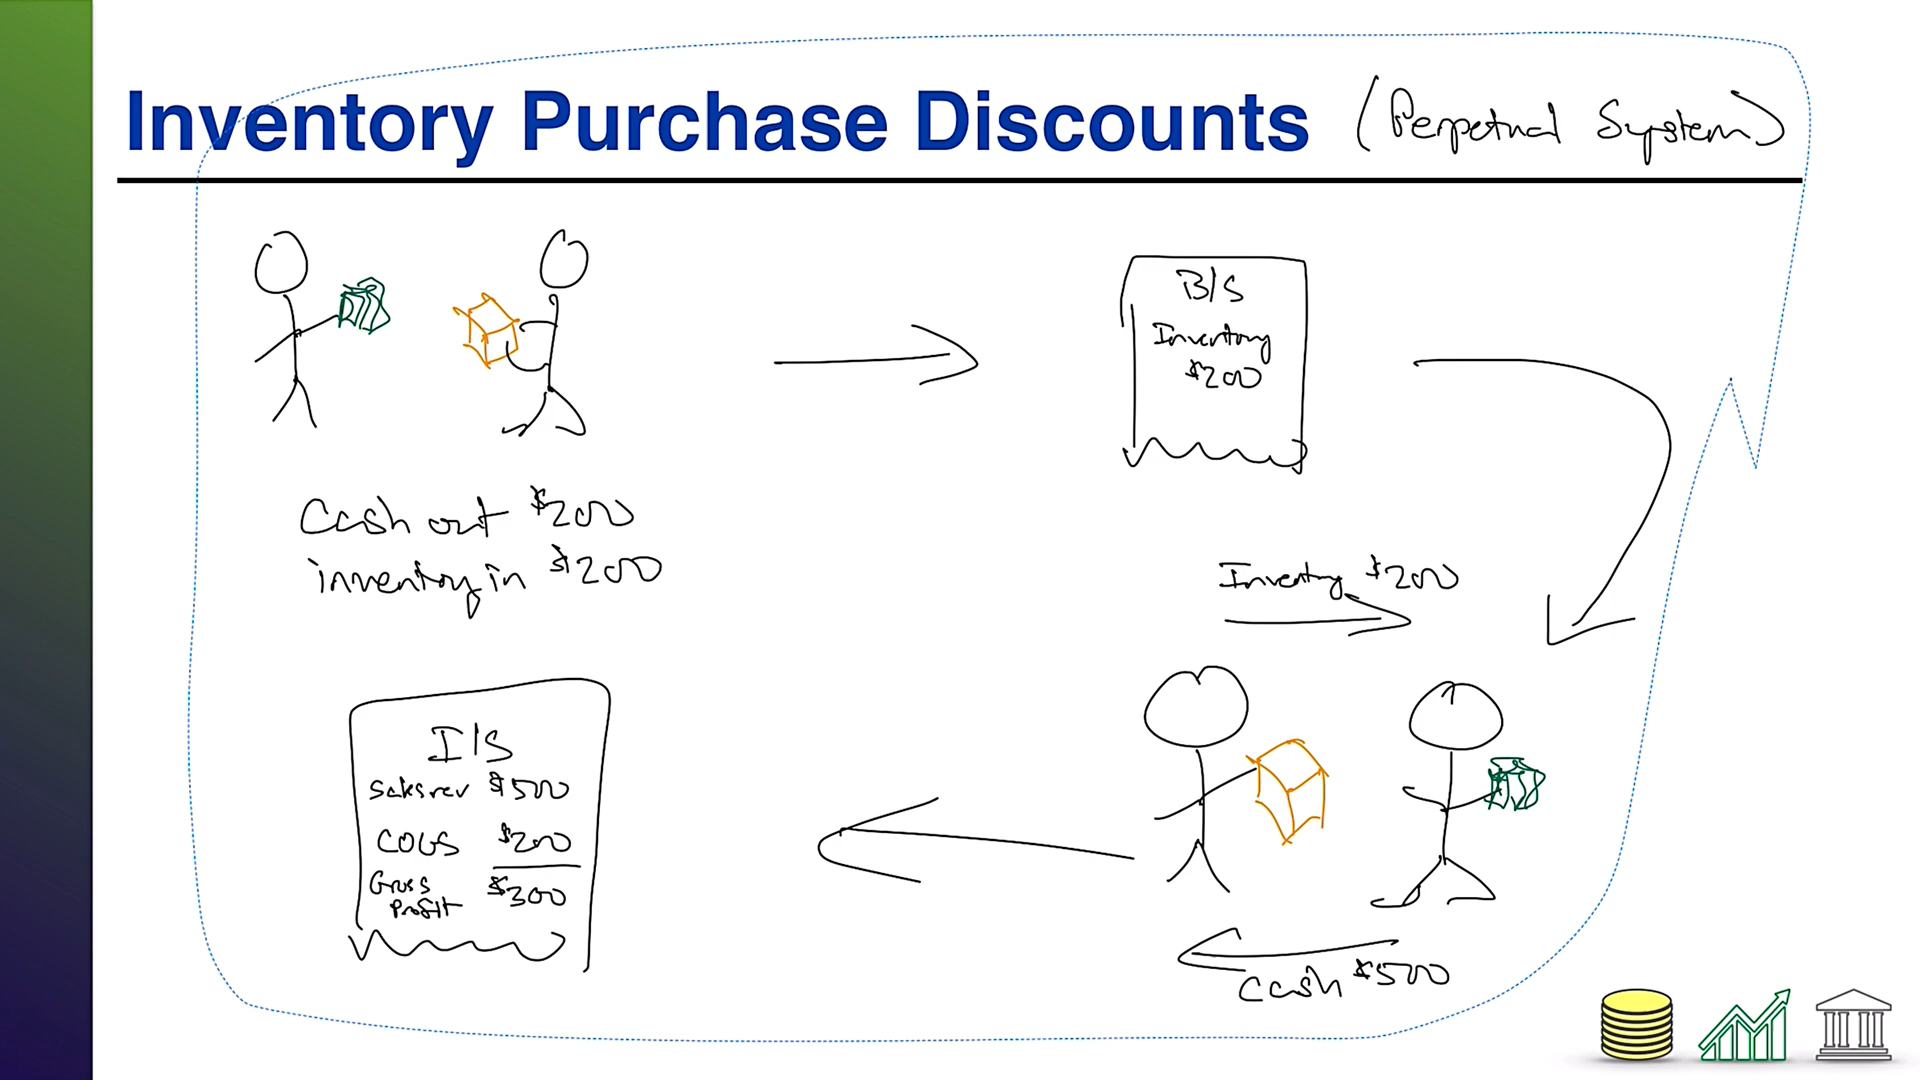 Inventory Purchase Discounts (Perpetual System)
Cash out $200
inventory in $200
B/S
Inventory
$200
Inventory $200
Cash $500
I/S
Sales rev $500
COGS $200
Gross Profit $300